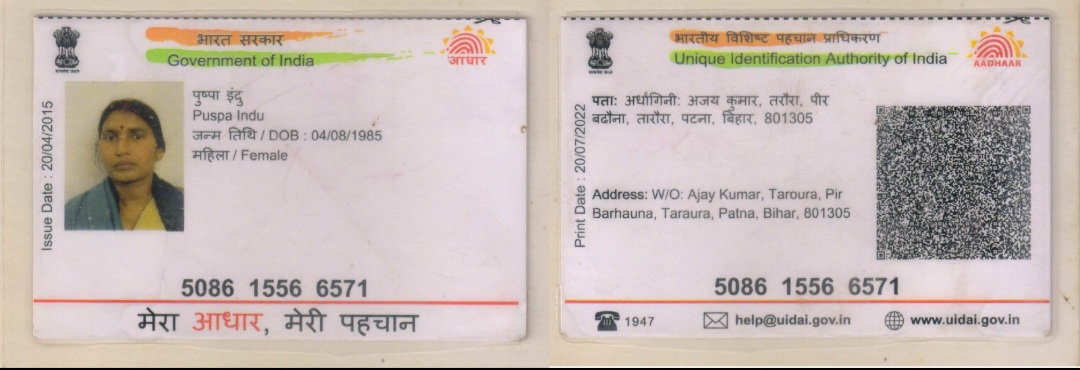 भारत सरकार
Government of India
आधार
Issue Date : 20/04/2015
पुष्पा इंदु
Puspa Indu
जन्म तिथि / DOB : 04/08/1985
महिला / Female
5086 1556 6571
मेरा आधार, मेरी पहचान
भारतीय विशिष्ट पहचान प्राधिकरण
Unique Identification Authority of India
AADHAAR
Print Date : 20/07/2022
पता: अर्धांगिनी: अजय कुमार, तरौरा, पीर
बढौना, तारौरा, पटना, बिहार, 801305
Address: W/O: Ajay Kumar, Taroura, Pir
Barhauna, Taraura, Patna, Bihar, 801305
5086 1556 6571
1947
help@uidai.gov.in
www.uidai.gov.in